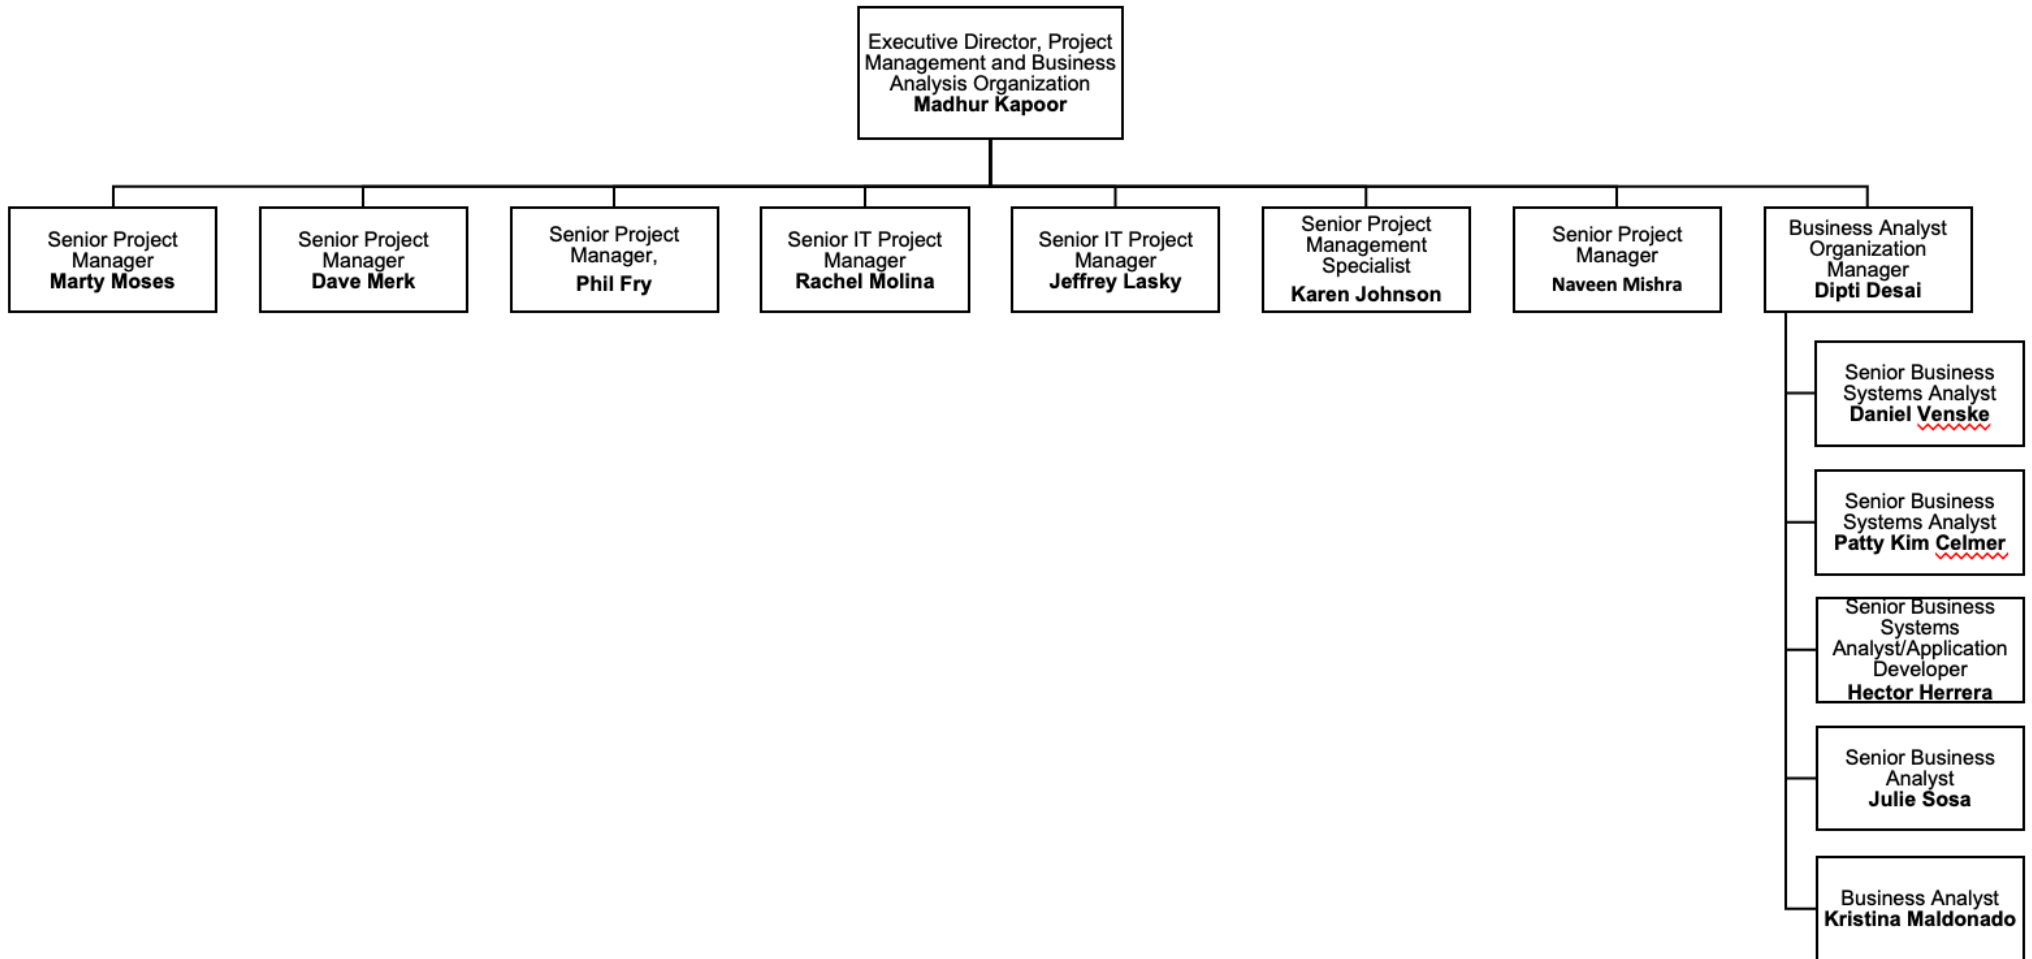 Executive Director, Project
Management and Business
Analysis Organization
Madhur Kapoor
Senior Project
Manager
Marty Moses
Senior Project
Manager
Dave Merk
Senior Project
Manager,
Phil Fry
Senior IT Project
Manager
Rachel Molina
Senior IT Project
Manager
Jeffrey Lasky
Senior Project
Management
Specialist
Karen Johnson
Senior Project
Manager
Naveen Mishra
Business Analyst
Organization
Manager
Dipti Desai
Senior Business
Systems Analyst
Daniel Venske
Senior Business
Systems Analyst
Patty Kim Celmer
Senior Business
Systems
Analyst/Application
Developer
Hector Herrera
Senior Business
Analyst
Julie Sosa
Business Analyst
Kristina Maldonado